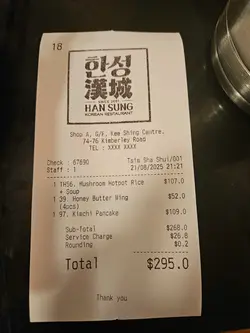 18
한성
漢城
SINCE 2001
HAN SUNG
KOREAN RESTAURANT
Shop A, G/F, Kee Shing Centre,
74-76 Kimberley Road
TEL : XXXX XXXX
Check : 67690 Tsim Sha Shui/001
Staff : 1 21/08/2025 21:21
1 TH56. Mushroom Hotpot Rice $107.0
+ Soup
1 39. Honey Butter Wing $52.0
(4pcs)
1 97. Kimchi Pancake $109.0
Sub-Total $268.0
Service Charge $26.8
Rounding $0.2
Total $295.0
Thank you